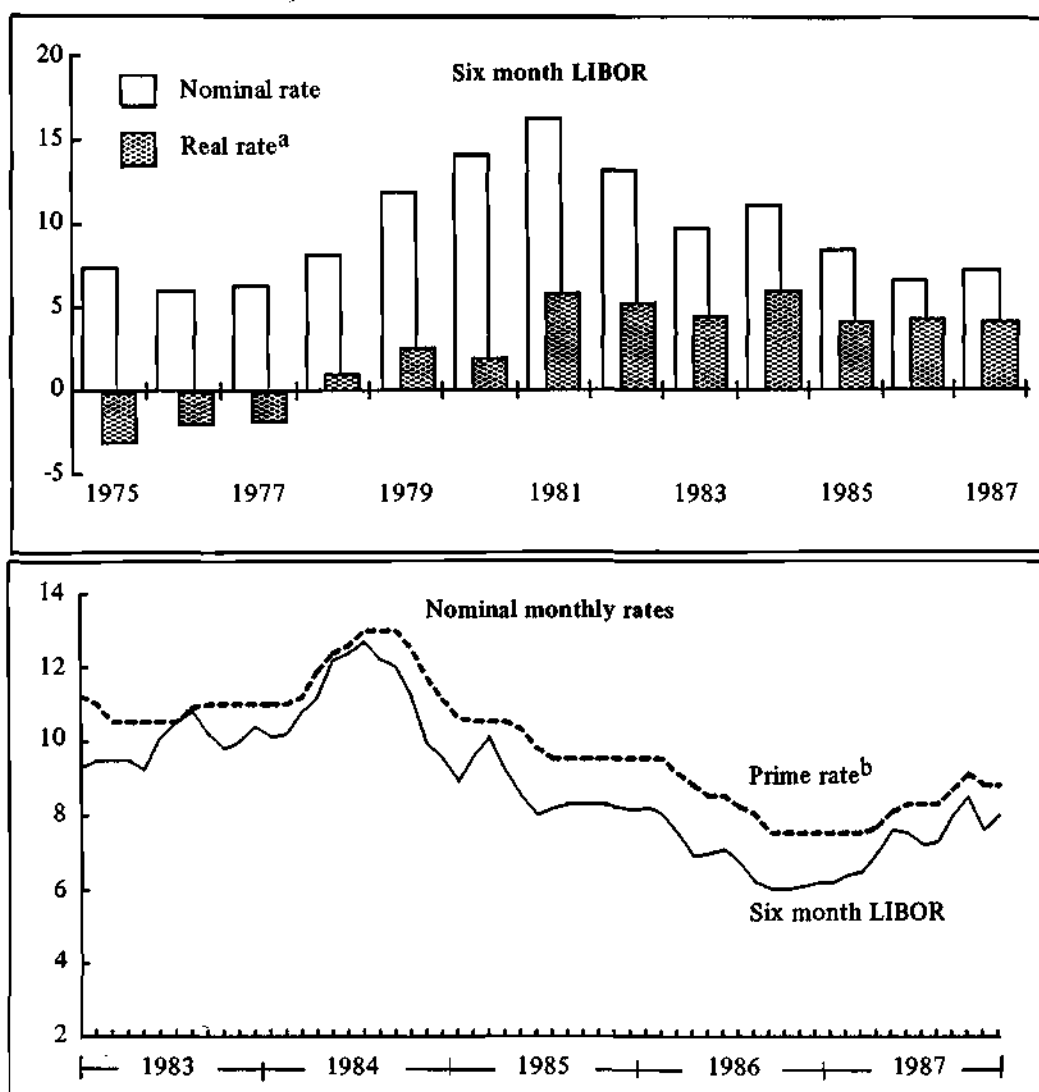 20
Six month LIBOR
Nominal rate
15
Real rate a
10
5
0
-5
1975 1977 1979 1981 1983 1985 1987
14
Nominal monthly rates
12
10
Prime rate b
8
6
Six month LIBOR
4
2
1983 1984 1985 1986 1987